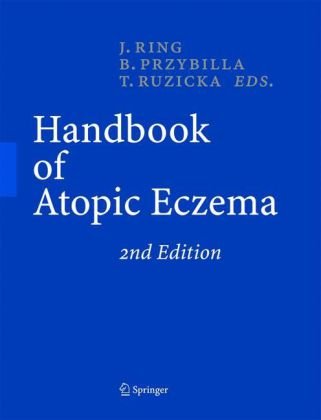 J. RING
B. PRZYBILLA
T. RUZICKA EDS.
Handbook
of
Atopic Eczema
2nd Edition
Springer